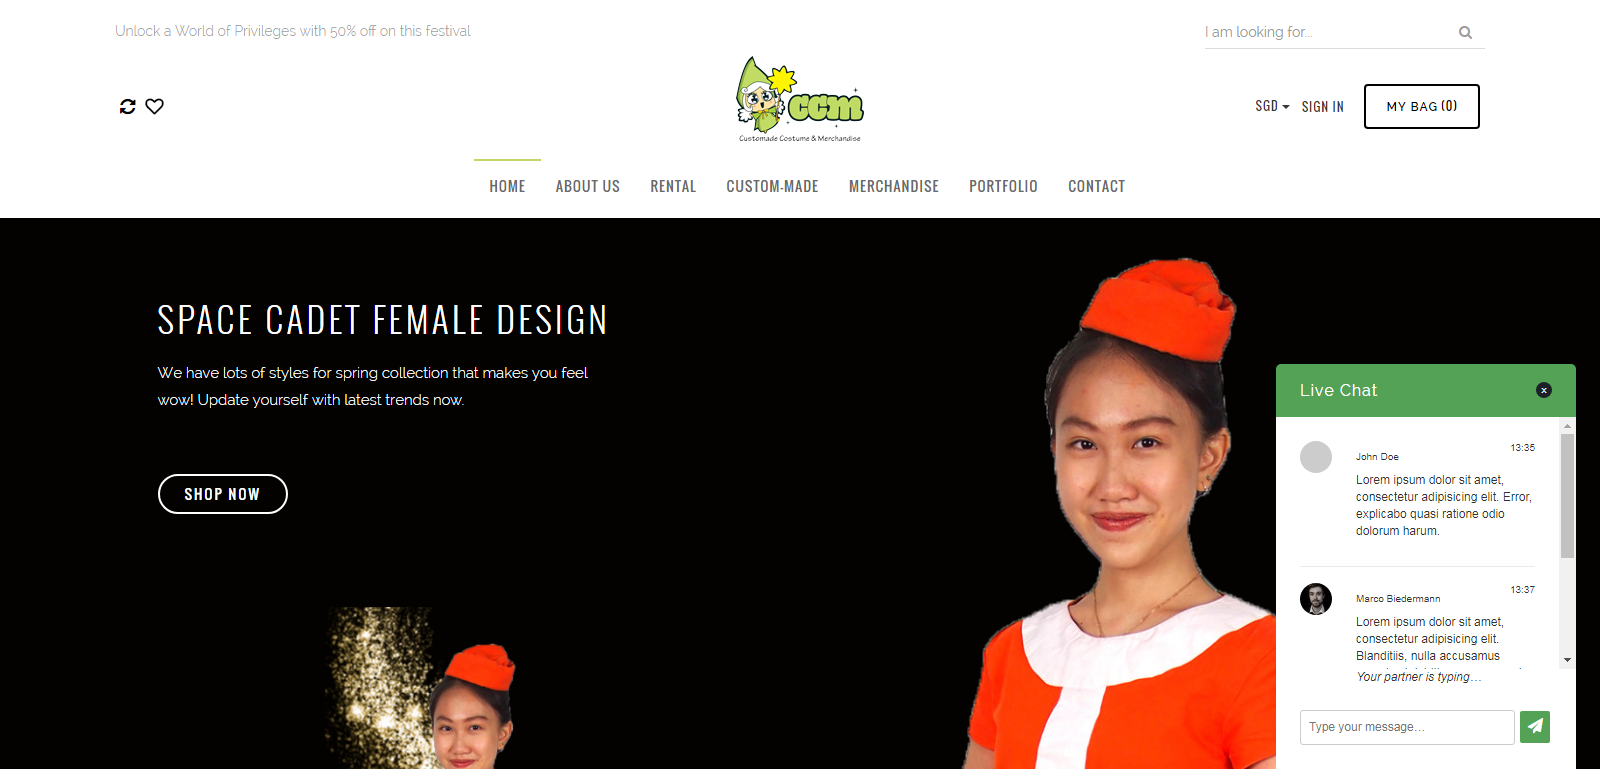 Unlock a World of Privileges with 50% off on this festival
I am looking for...
ccm
Customade Costume & Merchandise
SGD
SIGN IN
MY BAG (0)
HOME
ABOUT US
RENTAL
CUSTOM-MADE
MERCHANDISE
PORTFOLIO
CONTACT
SPACE CADET FEMALE DESIGN
We have lots of styles for spring collection that makes you feel
wow! Update yourself with latest trends now.
SHOP NOW
Live Chat
13:35
John Doe
Lorem ipsum dolor sit amet,
consectetur adipisicing elit. Error,
explicabo quasi ratione odio
dolorum harum.
13:37
Marco Biedermann
Lorem ipsum dolor sit amet,
consectetur adipisicing elit.
Blanditiis, nulla accusamus
Your partner is typing…
Type your message…